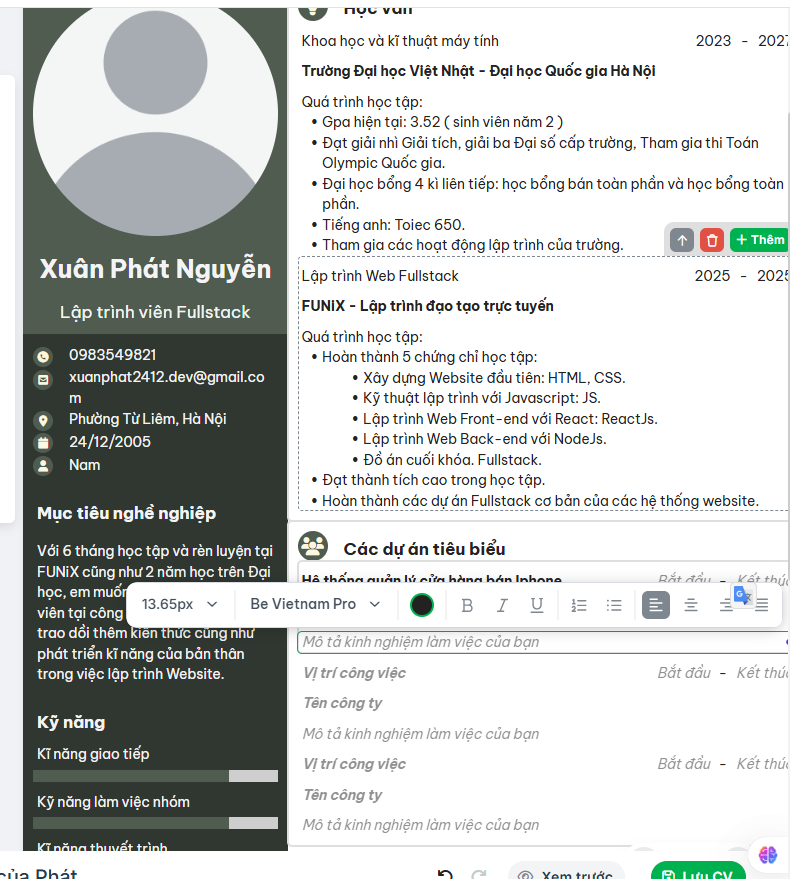 Học vấn
Khoa học và kĩ thuật máy tính
2023 - 2027
Trường Đại học Việt Nhật - Đại học Quốc gia Hà Nội
Quá trình học tập:
• Gpa hiện tại: 3.52 ( sinh viên năm 2 )
• Đạt giải nhì Giải tích, giải ba Đại số cấp trường, Tham gia thi Toán
Olympic Quốc gia.
• Đại học bổng 4 kì liên tiếp: học bổng bán toàn phần và học bổng toàn
phần.
• Tiếng anh: Toiec 650.
• Tham gia các hoạt động lập trình của trường.
+ Thêm
Xuân Phát Nguyễn
Lập trình viên Fullstack
0983549821
xuanphat2412.dev@gmail.co
m
Phường Từ Liêm, Hà Nội
24/12/2005
Nam
Mục tiêu nghề nghiệp
Với 6 tháng học tập và rèn luyện tại
FUNiX cũng như 2 năm học trên Đại
học, em muốn
viên tại công
trao dồi thêm kiến thức cũng như
phát triển kĩ năng của bản thân
trong việc lập trình Website.
Kỹ năng
Kĩ năng giao tiếp
Kỹ năng làm việc nhóm
Kĩ năng thuyết trình
Lập trình Web Fullstack
2025 - 2025
FUNiX - Lập trình đạo tạo trực tuyến
Quá trình học tập:
• Hoàn thành 5 chứng chỉ học tập:
• Xây dựng Website đầu tiên: HTML, CSS.
• Kỹ thuật lập trình với Javascript: JS.
• Lập trình Web Front-end với React: ReactJs.
• Lập trình Web Back-end với NodeJs.
• Đồ án cuối khóa. Fullstack.
• Đạt thành tích cao trong học tập.
• Hoàn thành các dự án Fullstack cơ bản của các hệ thống website.
Các dự án tiêu biểu
Hệ thống quản lý cửa hàng bán Iphone
Bắt đầu - Kết thúc
13.65px
Be Vietnam Pro
B I U
Mô tả kinh nghiệm làm việc của bạn
Vị trí công việc
Bắt đầu - Kết thúc
Tên công ty
Mô tả kinh nghiệm làm việc của bạn
Vị trí công việc
Bắt đầu - Kết thúc
Tên công ty
Mô tả kinh nghiệm làm việc của bạn
của Phát
Xem trước
Lưu CV